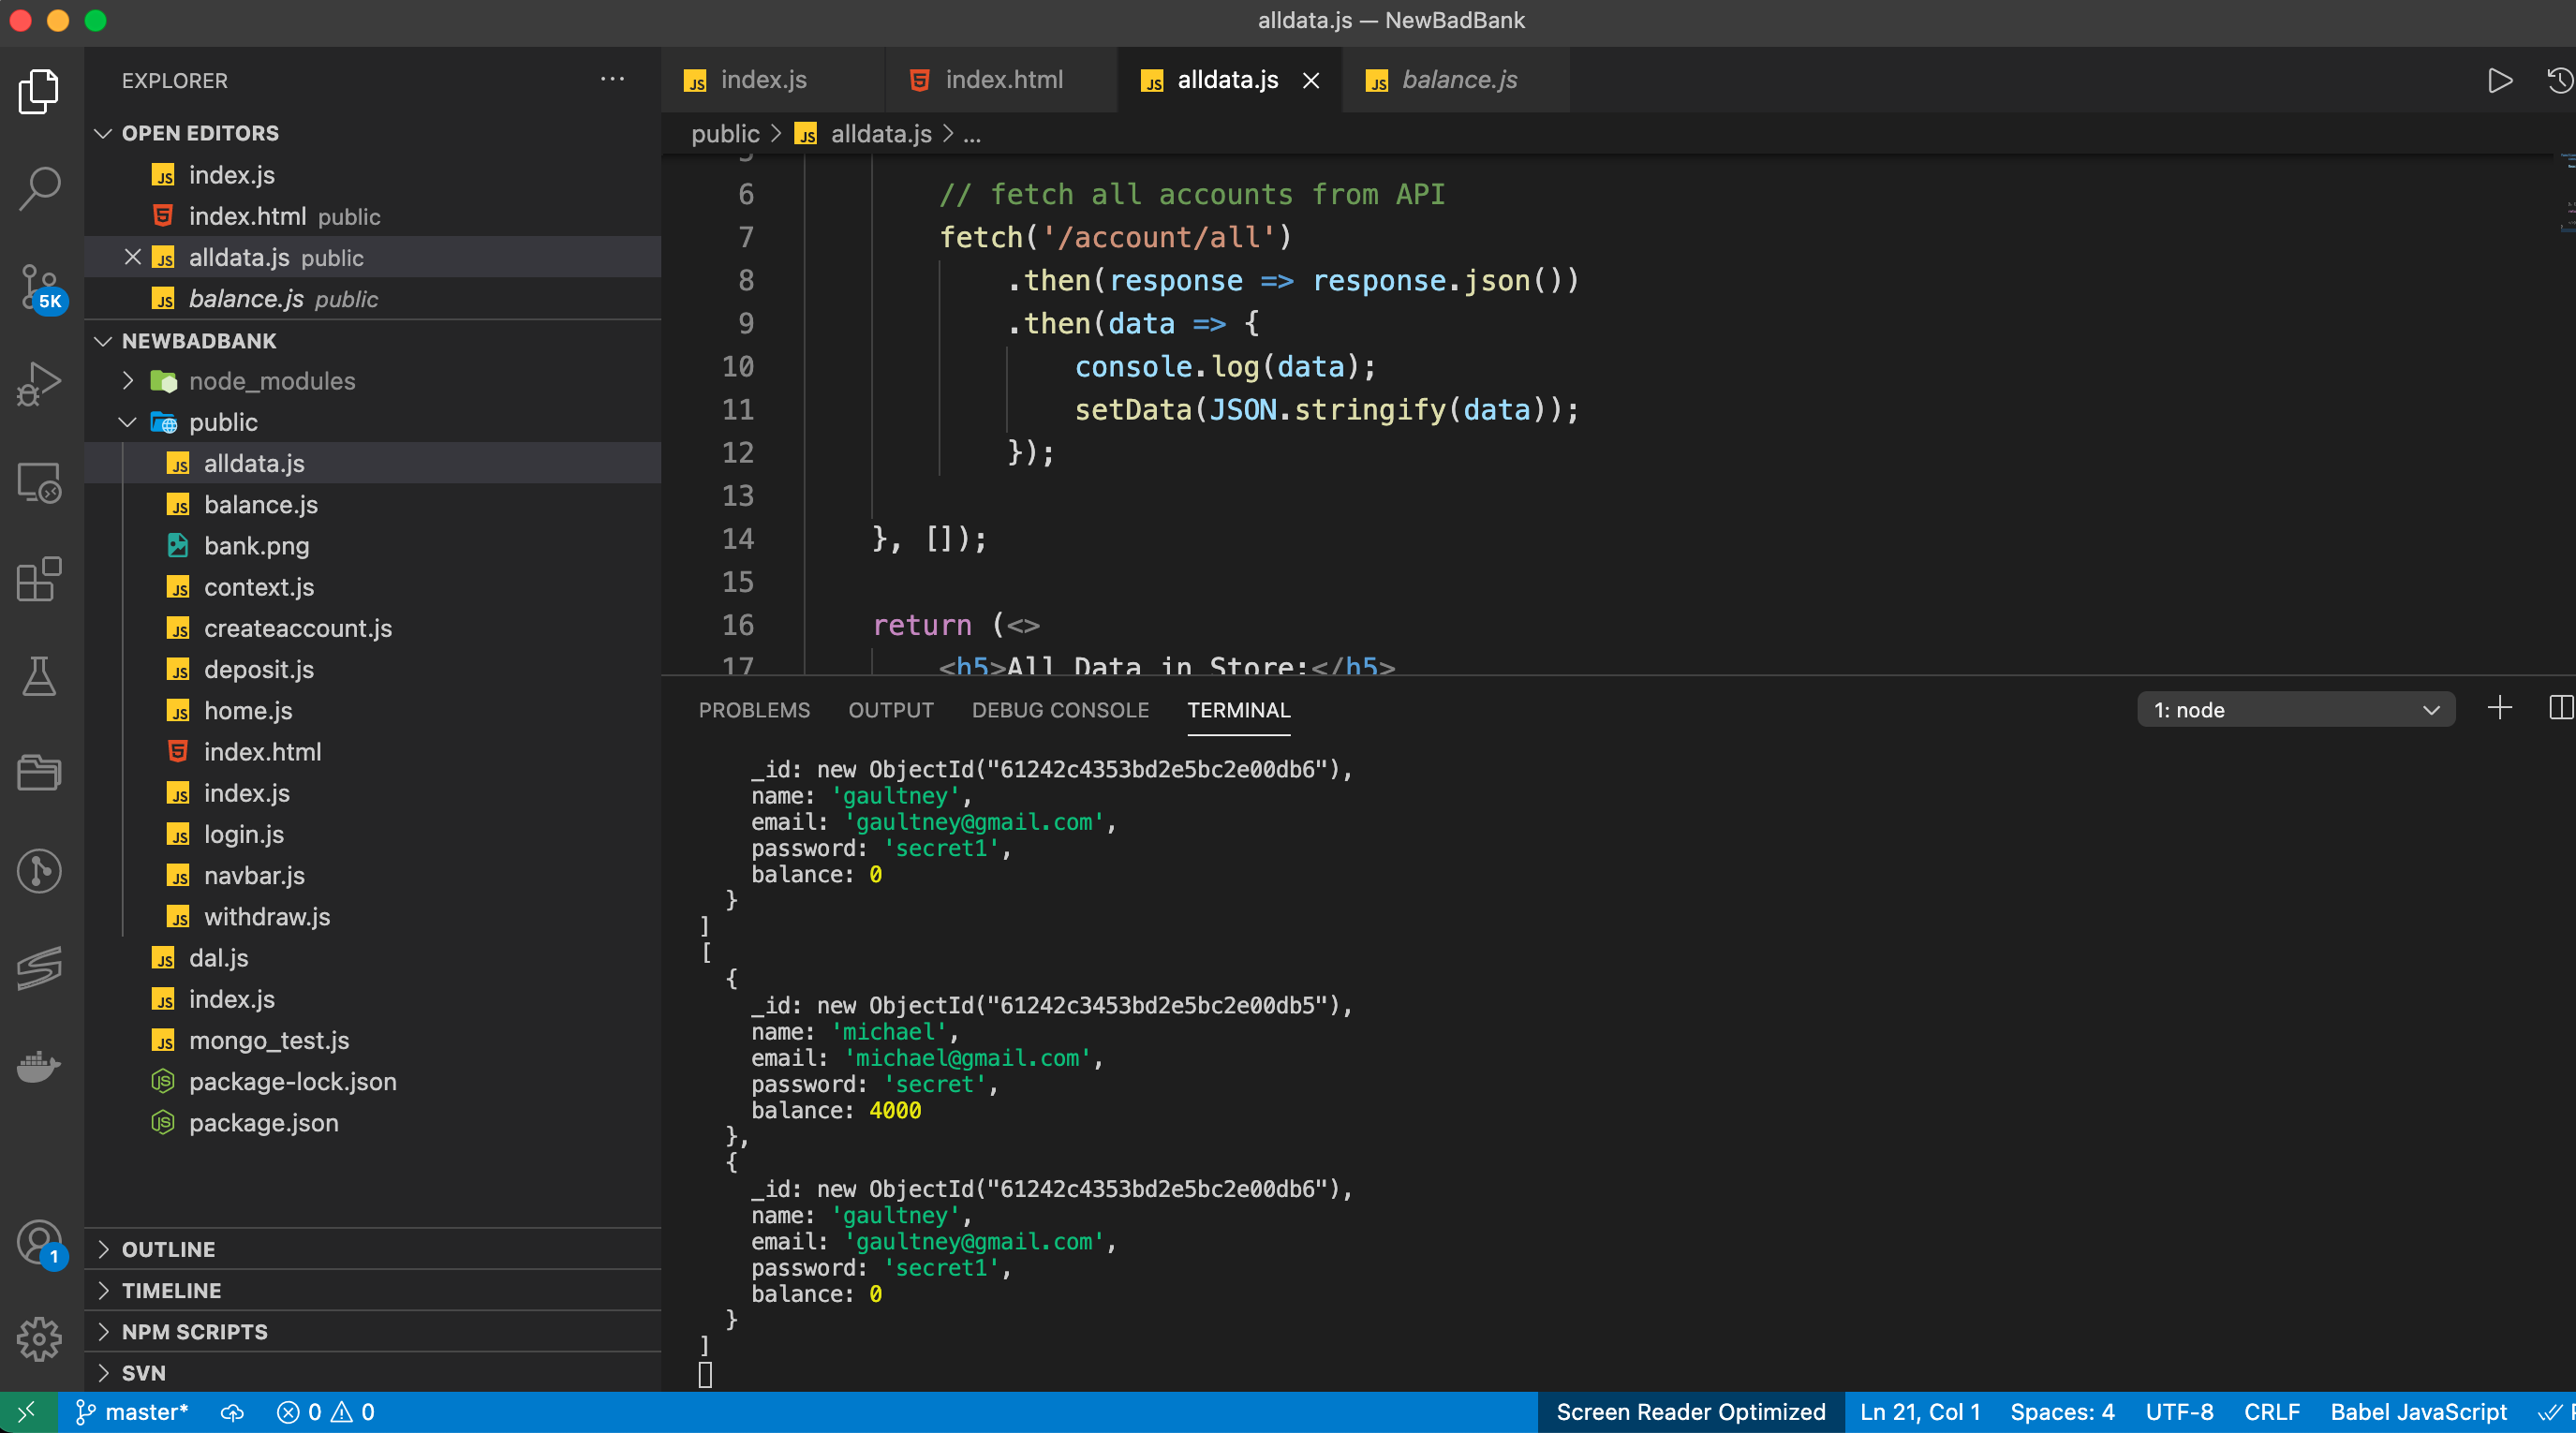 alldata.js — NewBadBank
EXPLORER
OPEN EDITORS
index.js
index.html public
alldata.js public
balance.js public
5K
NEWBADBANK
node_modules
public
alldata.js
balance.js
bank.png
context.js
createaccount.js
deposit.js
home.js
index.html
index.js
login.js
navbar.js
withdraw.js
dal.js
index.js
mongo_test.js
package-lock.json
package.json
1
OUTLINE
TIMELINE
NPM SCRIPTS
SVN
index.js
index.html
alldata.js
balance.js
public > alldata.js > ...
5
6 // fetch all accounts from API
7 fetch('/account/all')
8 .then(response => response.json())
9 .then(data => {
10 console.log(data);
11 setData(JSON.stringify(data));
12 });
13
14 }, []);
15
16 return (<>
17 <h5>All Data in Store:</h5>
PROBLEMS OUTPUT DEBUG CONSOLE TERMINAL
1: node
_id: new ObjectId("61242c4353bd2e5bc2e00db6"),
name: 'gaultney',
email: 'gaultney@gmail.com',
password: 'secret1',
balance: 0
}
]
[
{
_id: new ObjectId("61242c3453bd2e5bc2e00db5"),
name: 'michael',
email: 'michael@gmail.com',
password: 'secret',
balance: 4000
},
{
_id: new ObjectId("61242c4353bd2e5bc2e00db6"),
name: 'gaultney',
email: 'gaultney@gmail.com',
password: 'secret1',
balance: 0
}
]
master* 0 0 Screen Reader Optimized Ln 21, Col 1 Spaces: 4 UTF-8 CRLF Babel JavaScript